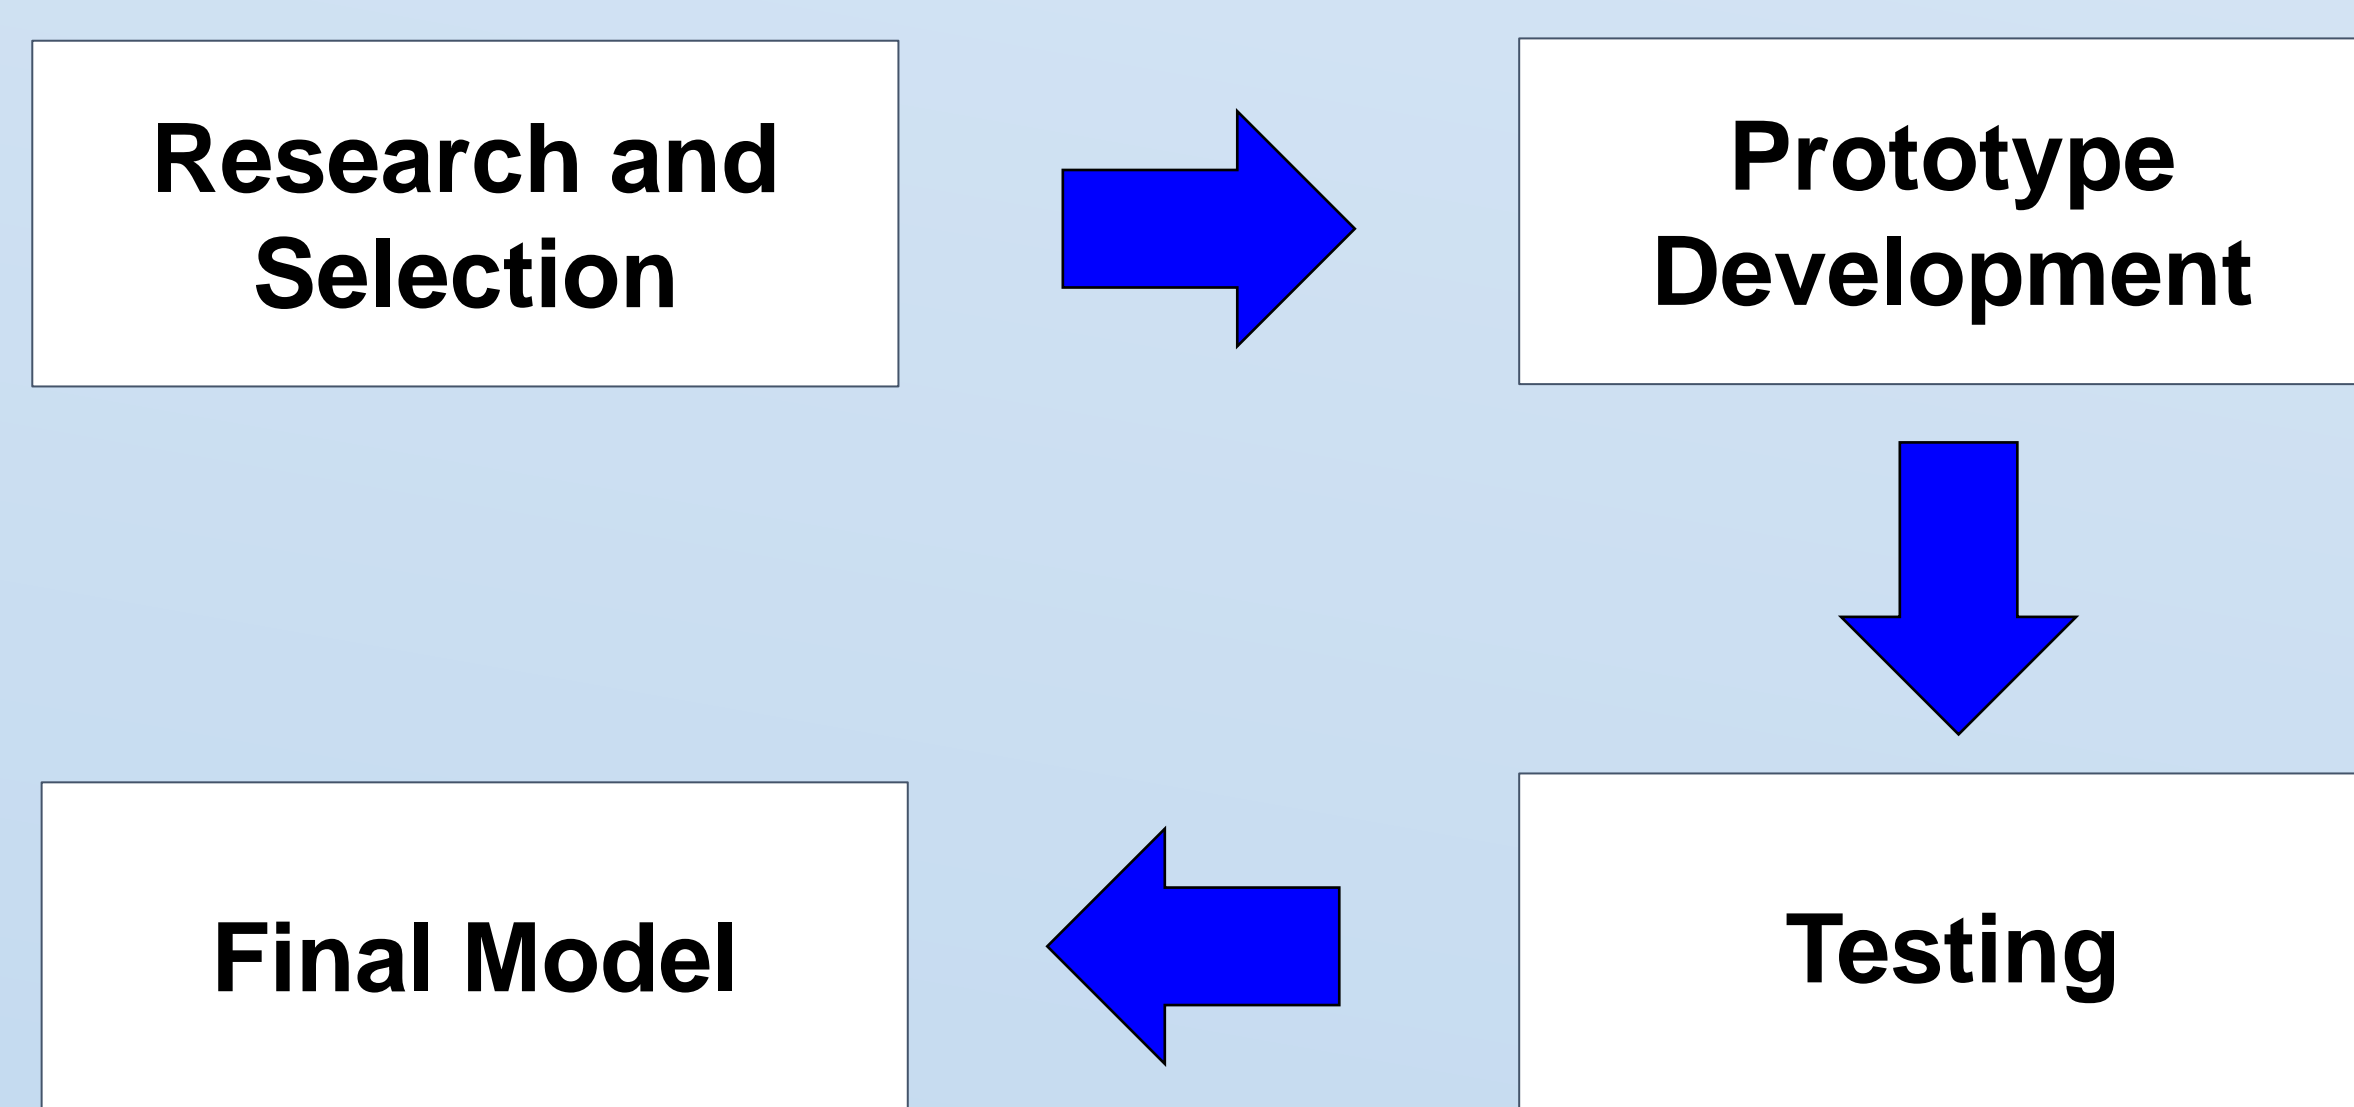 Research and
Selection
Prototype
Development
Testing
Final Model